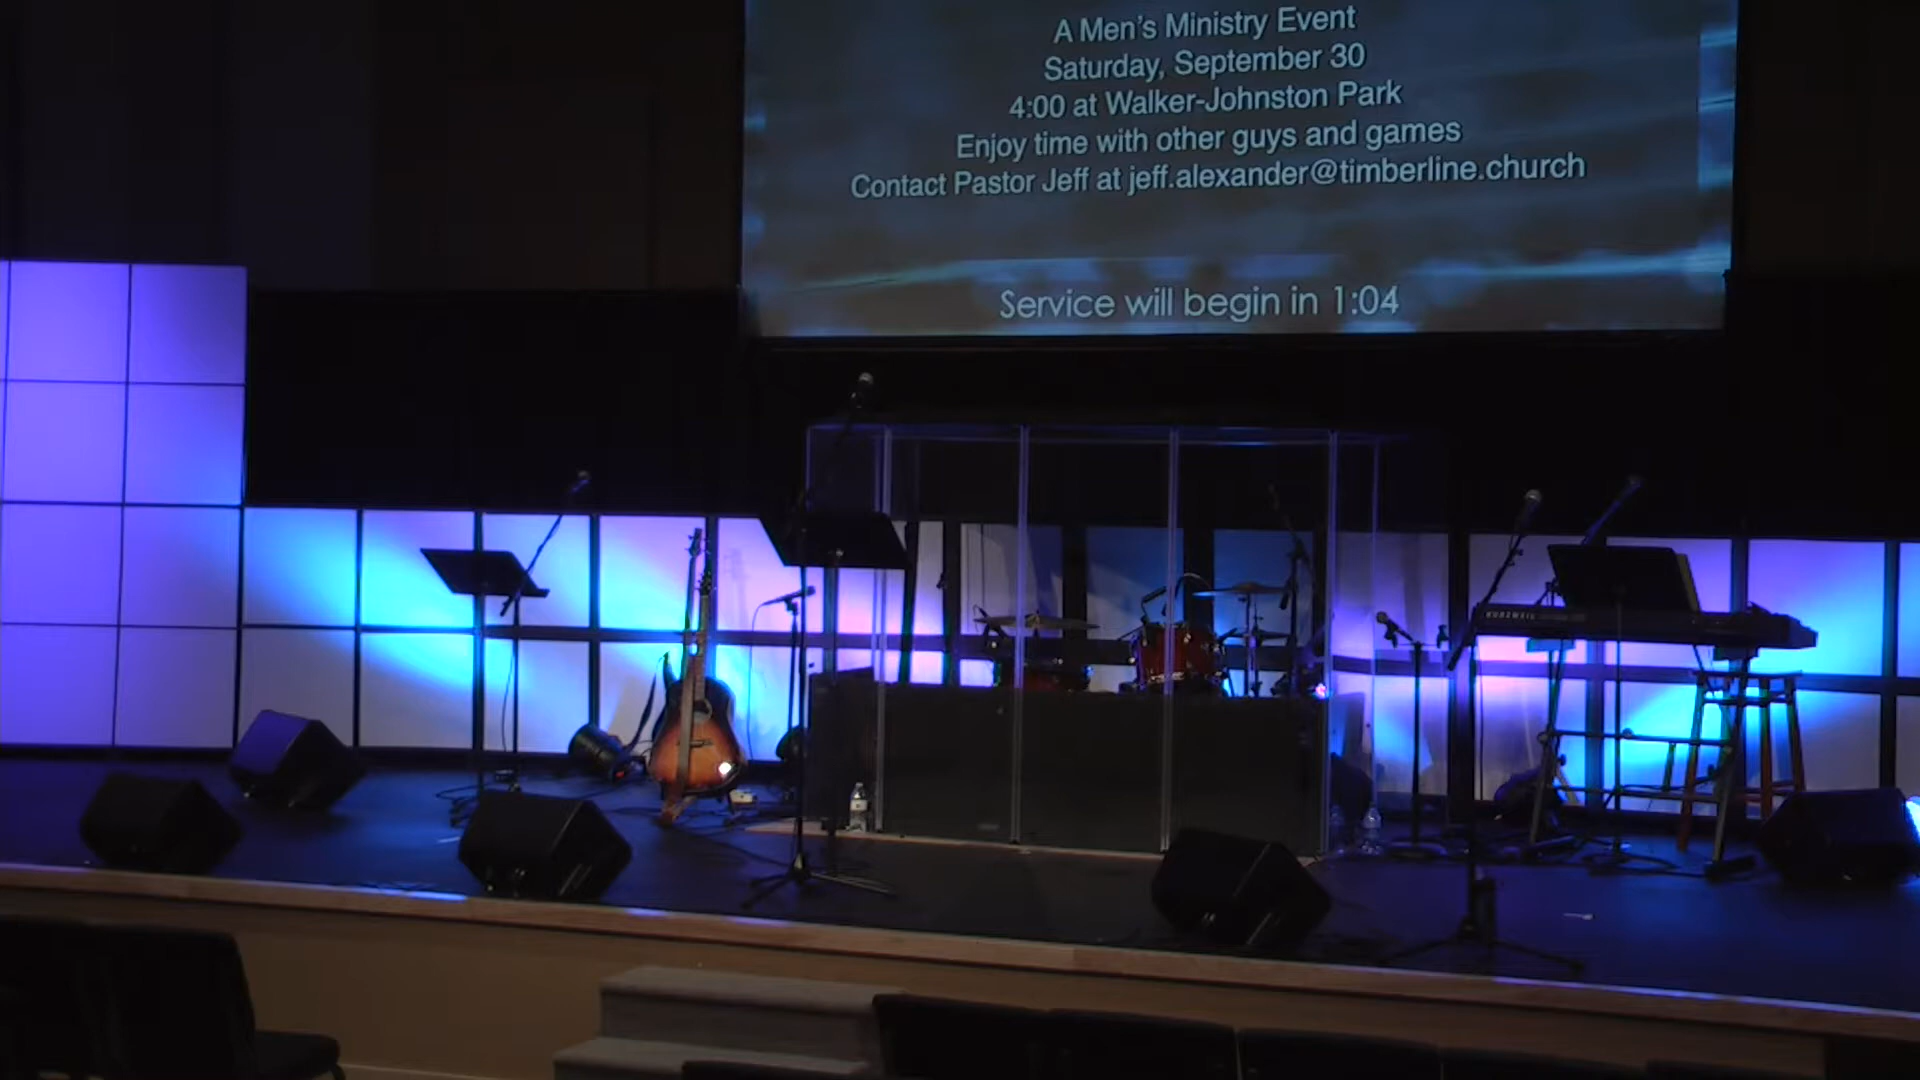 A Men's Ministry Event
Saturday, September 30
4:00 at Walker-Johnston Park
Enjoy time with other guys and games
Contact Pastor Jeff at jeff.alexander@timberline.church
Service will begin in 1:04
KURZWEIL